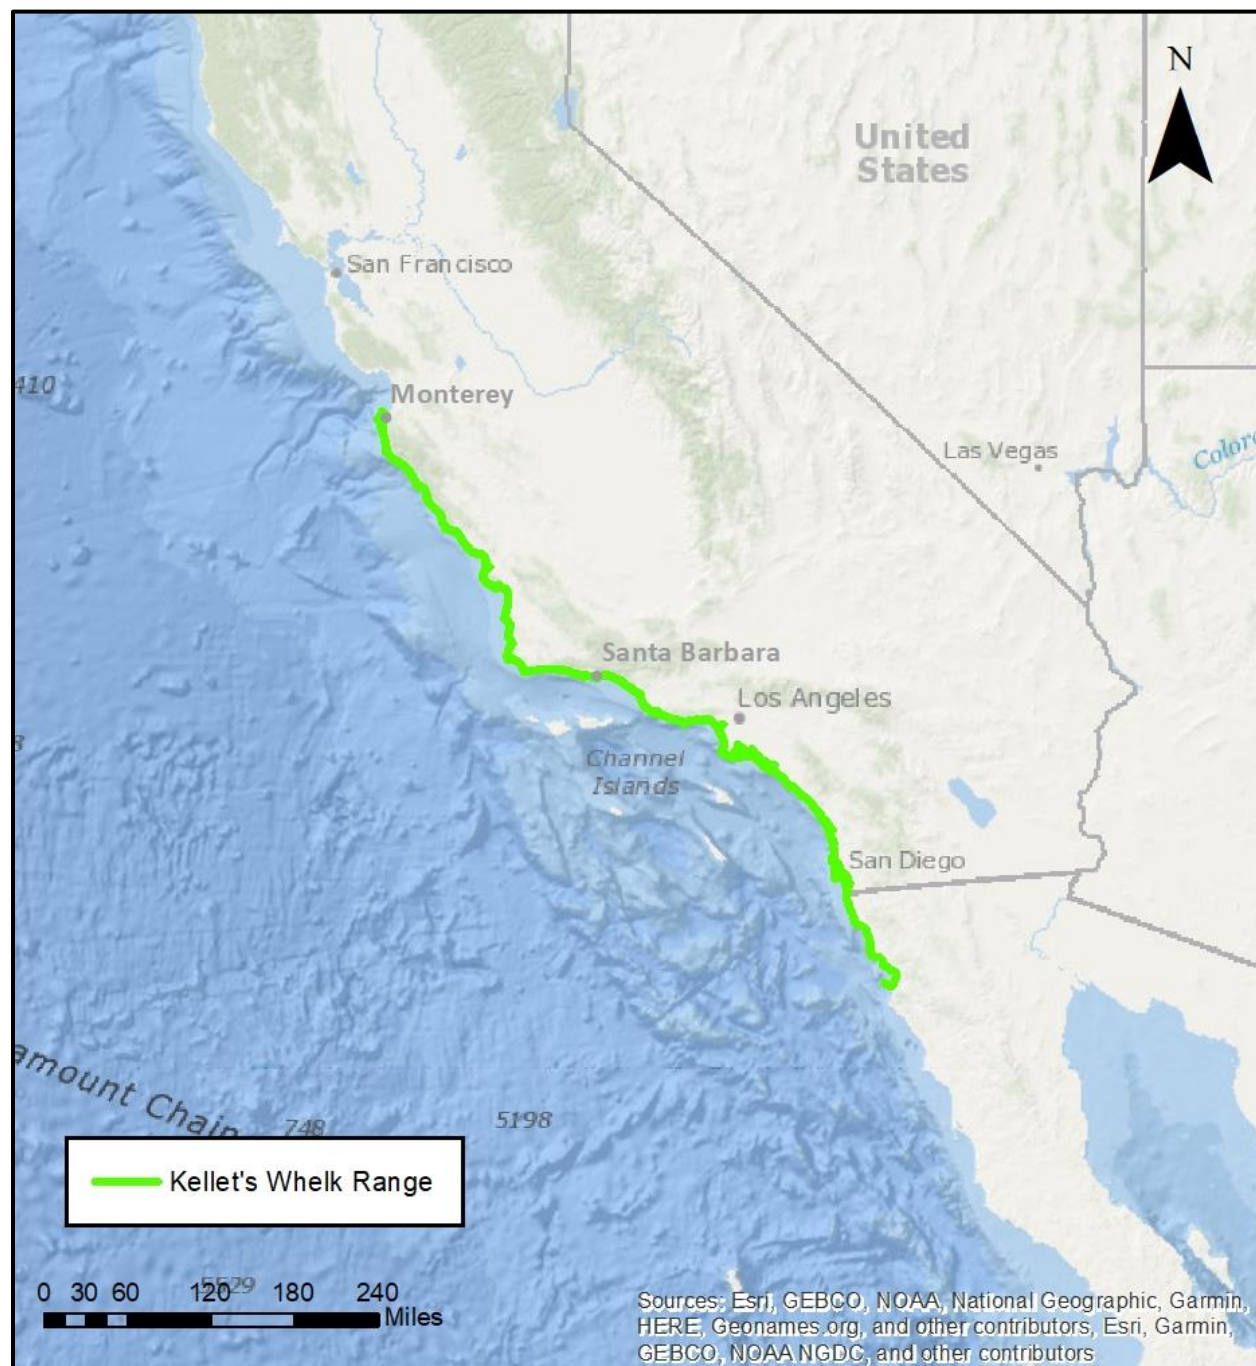 N
United
States
San Francisco
410
Monterey
Las Vegas
Santa Barbara
Los Angeles
Channel
Islands
San Diego
amount Chain
748
5198
Kellet's Whelk Range
5529
0 30 60 120 180 240
Miles
Sources: Esri, GEBCO, NOAA, National Geographic, Garmin,
HERE, Geonames.org, and other contributors, Esri, Garmin,
GEBCO, NOAA NGDC, and other contributors